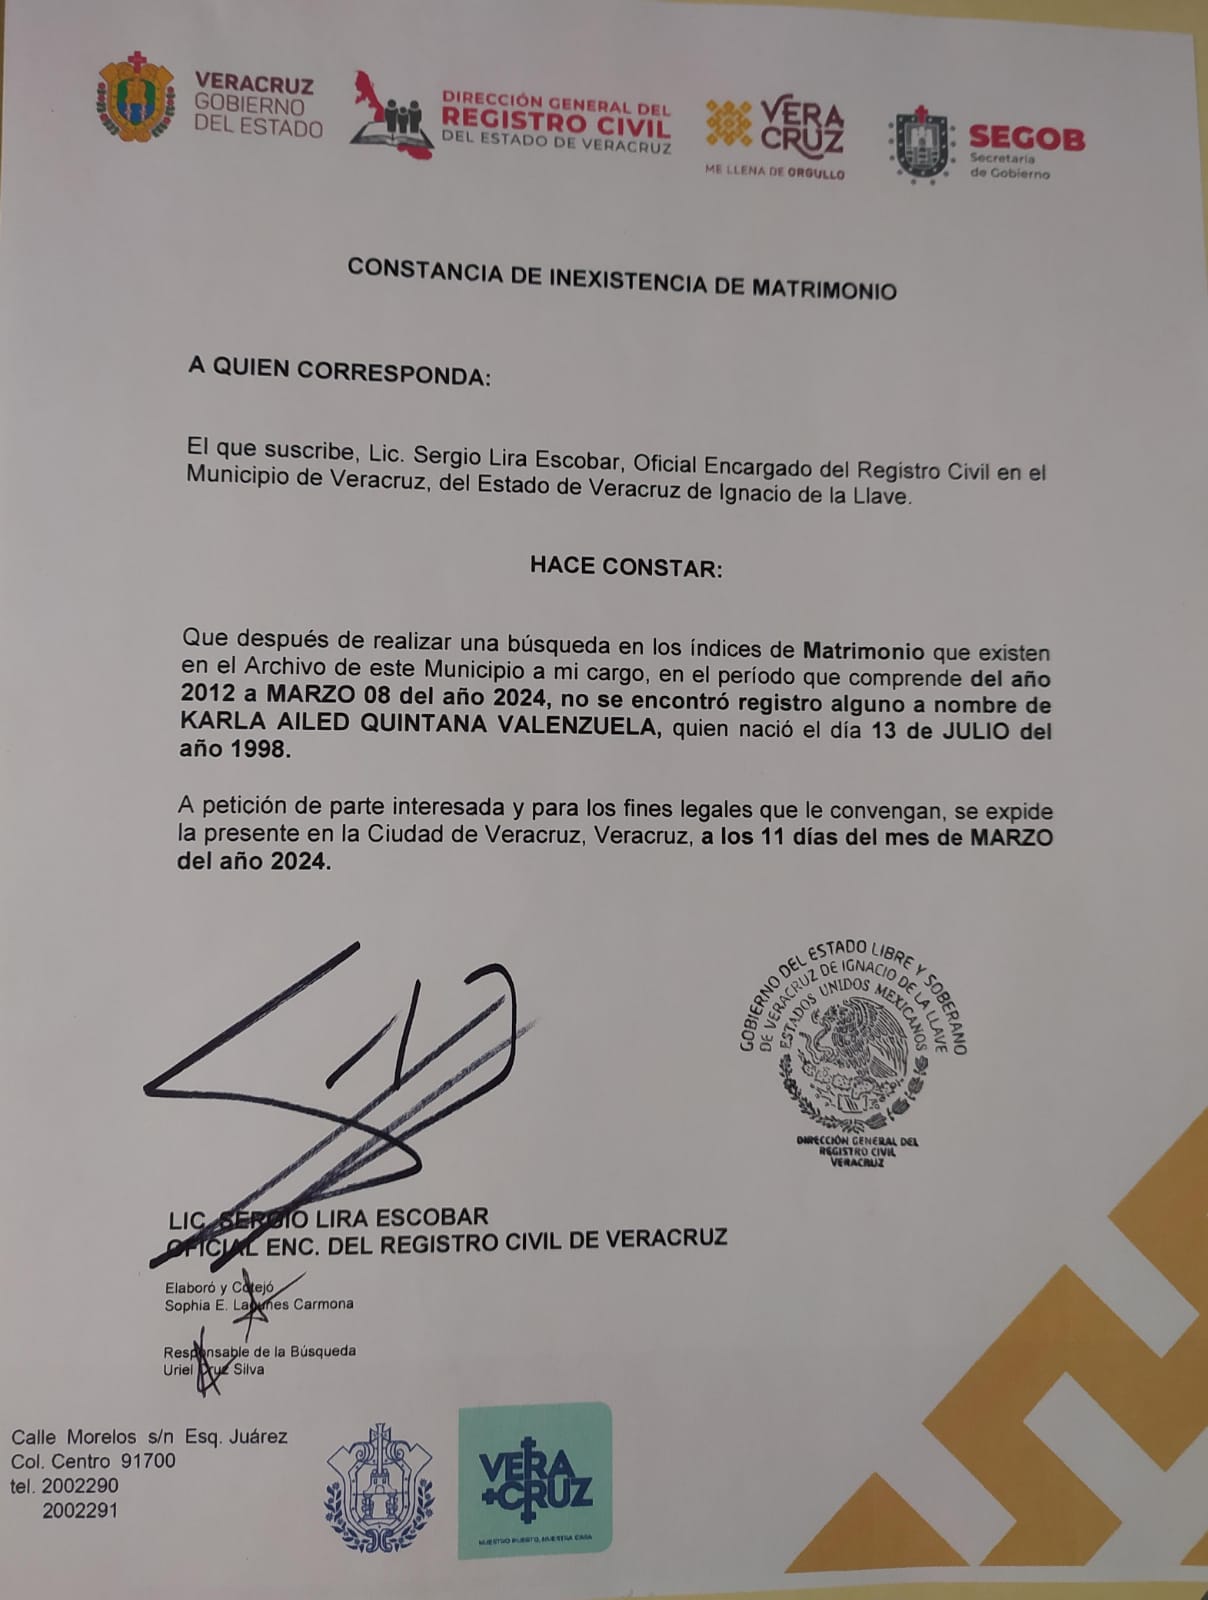 VERACRUZ
GOBIERNO
DEL ESTADO
DIRECCIÓN GENERAL DEL
REGISTRO CIVIL
DEL ESTADO DE VERACRUZ
VERA
CRUZ
ME LLENA DE ORGULLO
SEGOB
Secretaría
de Gobierno
CONSTANCIA DE INEXISTENCIA DE MATRIMONIO
A QUIEN CORRESPONDA:
El que suscribe, Lic. Sergio Lira Escobar, Oficial Encargado del Registro Civil en el
Municipio de Veracruz, del Estado de Veracruz de Ignacio de la Llave.
HACE CONSTAR:
Que después de realizar una búsqueda en los índices de Matrimonio que existen
en el Archivo de este Municipio a mi cargo, en el período que comprende del año
2012 a MARZO 08 del año 2024, no se encontró registro alguno a nombre de
KARLA AILED QUINTANA VALENZUELA, quien nació el día 13 de JULIO del
año 1998.
A petición de parte interesada y para los fines legales que le convengan, se expide
la presente en la Ciudad de Veracruz, Veracruz, a los 11 días del mes de MARZO
del año 2024.
GOBIERNO DEL ESTADO LIBRE Y SOBERANO
DE VERACRUZ DE IGNACIO DE LA LLAVE
ESTADOS UNIDOS MEXICANOS
DIRECCIÓN GENERAL DEL
REGISTRO CIVIL
VERACRUZ
LIC. SERGIO LIRA ESCOBAR
OFICIAL ENC. DEL REGISTRO CIVIL DE VERACRUZ
Elaboró y Cotejó
Sophia E. Lagunes Carmona
Responsable de la Búsqueda
Uriel Cruz Silva
Calle Morelos s/n Esq. Juárez
Col. Centro 91700
tel. 2002290
2002291
VERA
+CRUZ
NUESTRO PUERTO, NUESTRA CASA